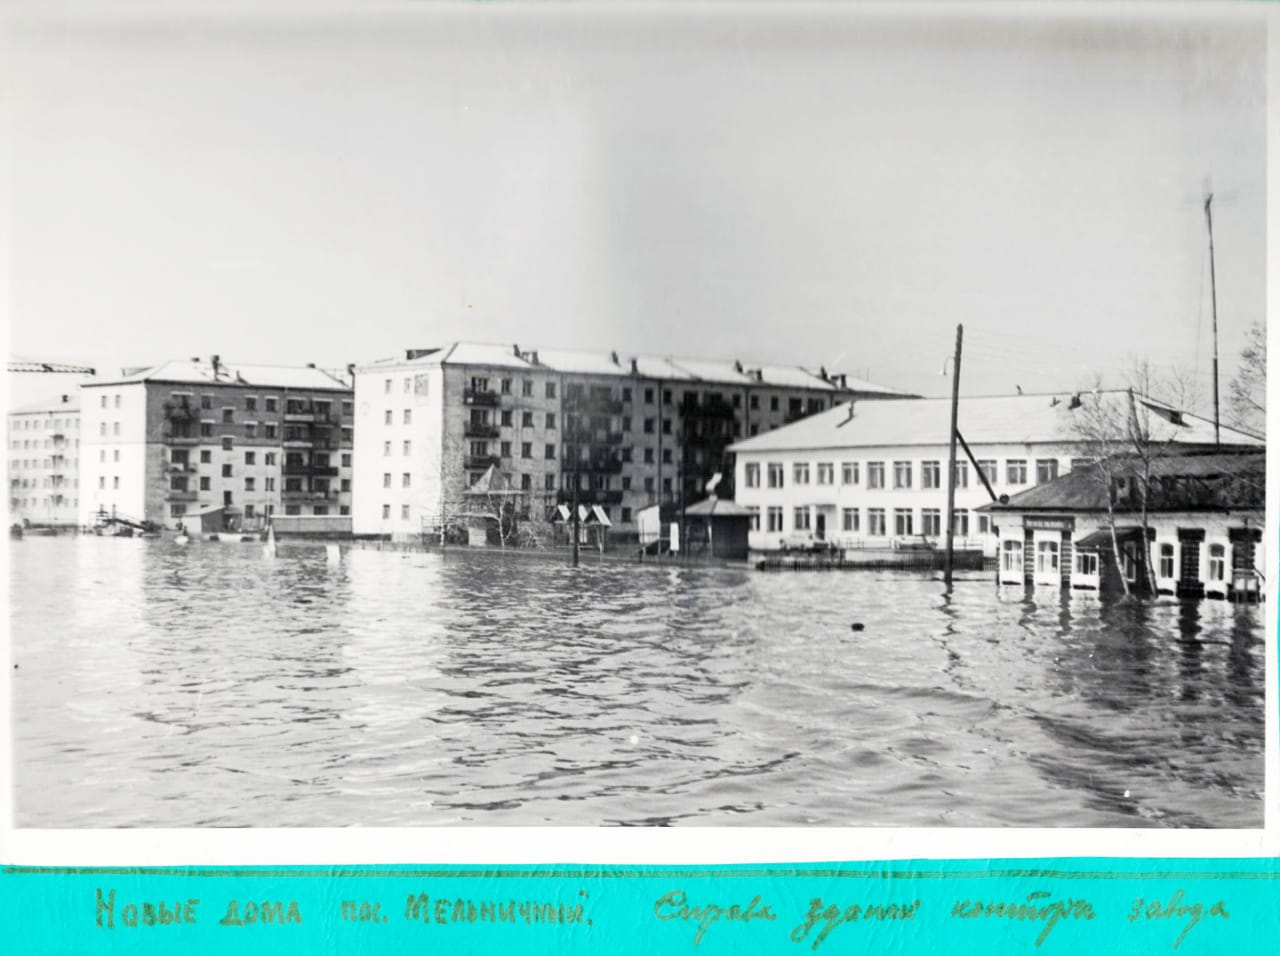 Новые дома пос. Мельничный. Справа здание конторы завода